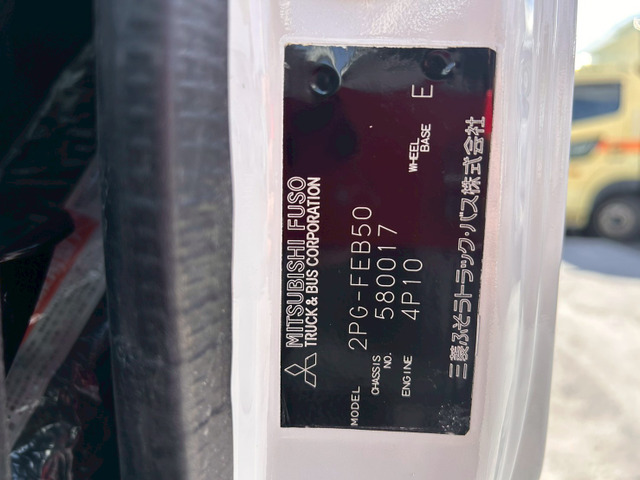 MITSUBISHI FUSO
TRUCK & BUS CORPORATION
MODEL 2PG-FEB50
CHASSIS NO. 580017
ENGINE 4P10 WHEEL BASE E
三菱ふそうトラック・バス株式会社